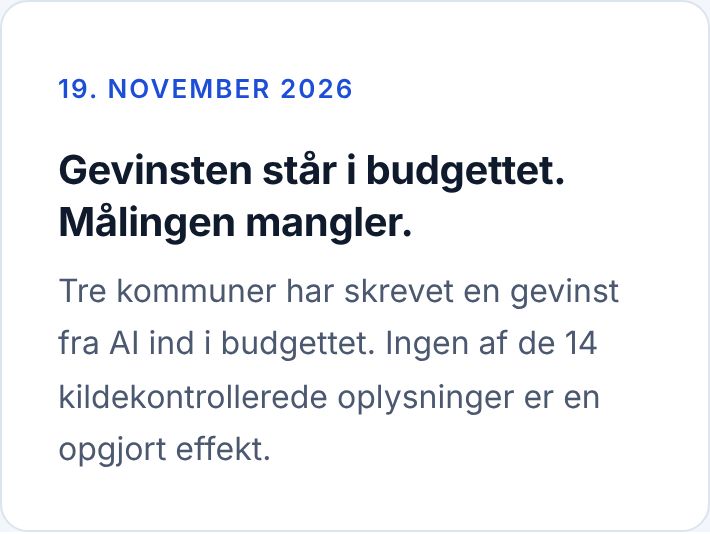 19. NOVEMBER 2026
Gevinsten står i budgettet.
Målingen mangler.
Tre kommuner har skrevet en gevinst
fra AI ind i budgettet. Ingen af de 14
kildekontrollerede oplysninger er en
opgjort effekt.